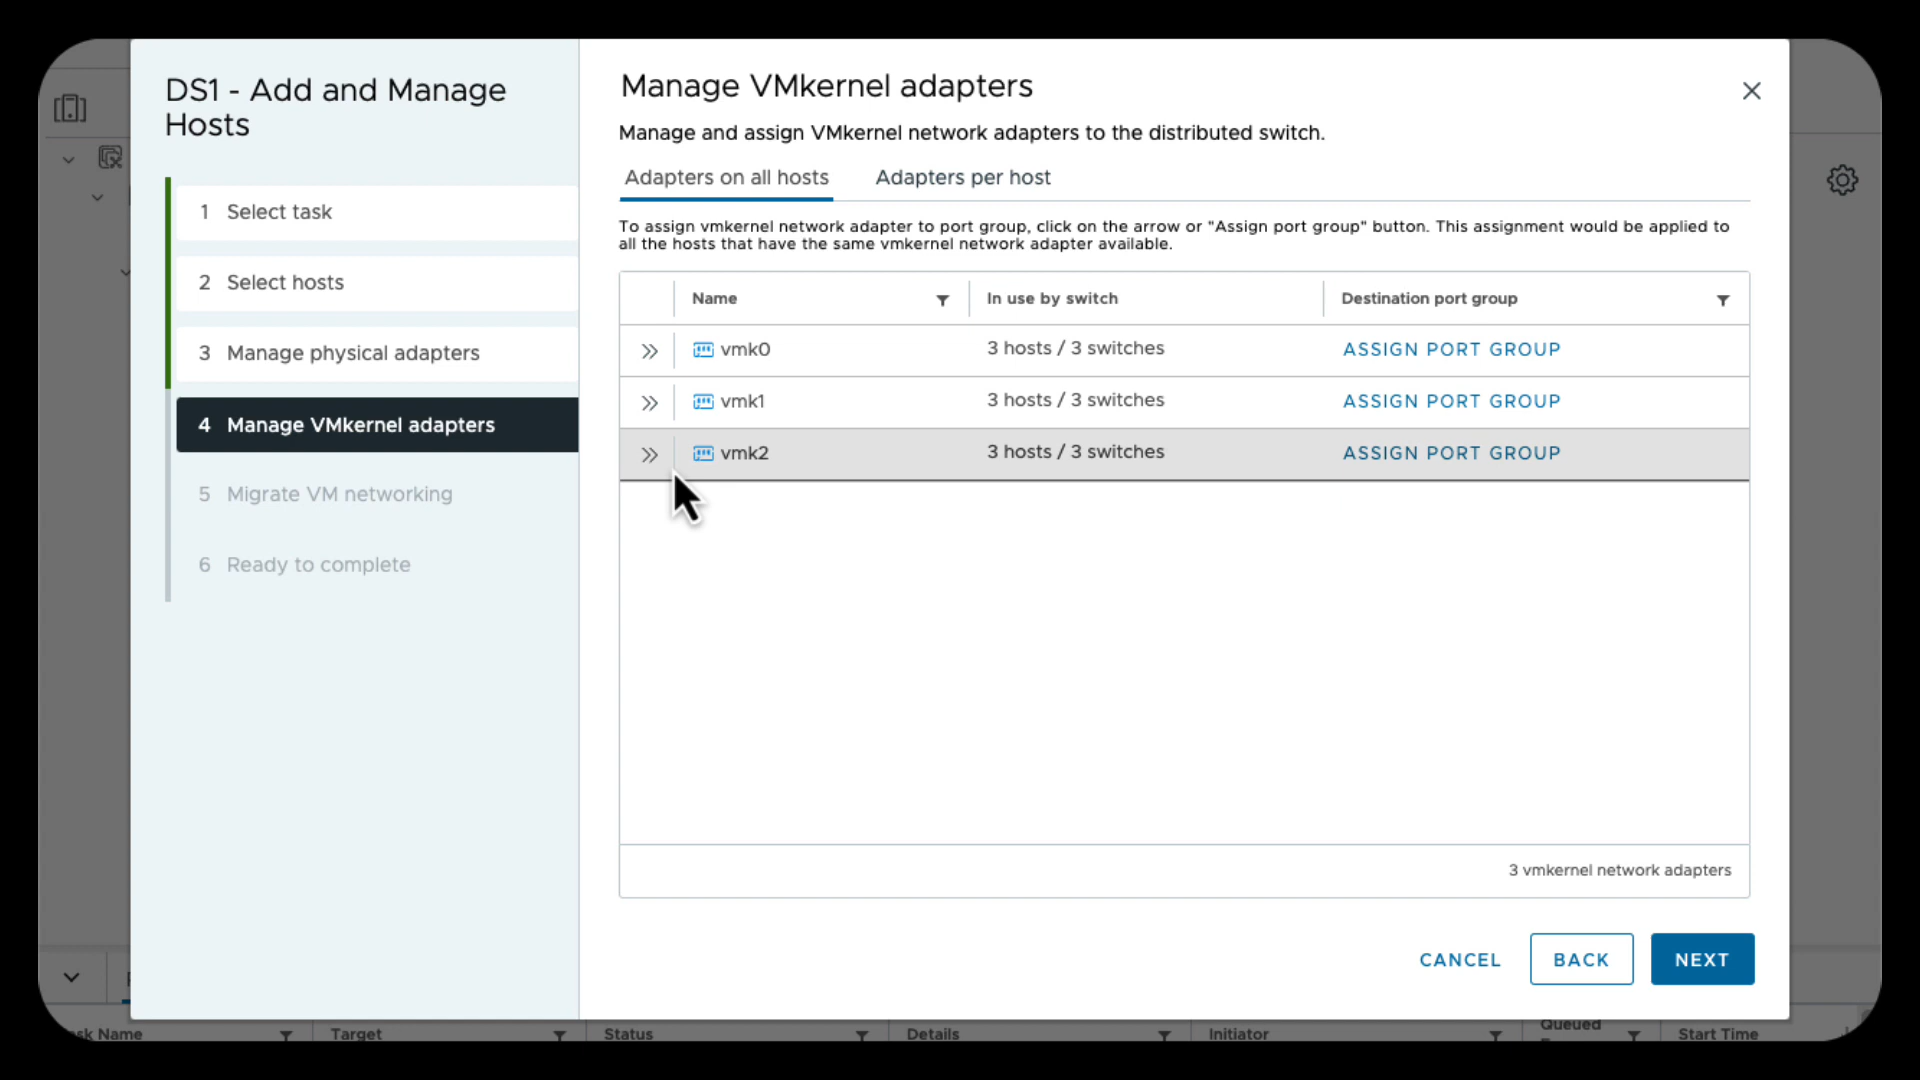 DS1 - Add and Manage
Hosts
1 Select task
2 Select hosts
3 Manage physical adapters
4 Manage VMkernel adapters
5 Migrate VM networking
6 Ready to complete
Manage VMkernel adapters
Manage and assign VMkernel network adapters to the distributed switch.
Adapters on all hosts Adapters per host
To assign vmkernel network adapter to port group, click on the arrow or "Assign port group" button. This assignment would be applied to
all the hosts that have the same vmkernel network adapter available.
Name In use by switch Destination port group
vmk0 3 hosts / 3 switches ASSIGN PORT GROUP
vmk1 3 hosts / 3 switches ASSIGN PORT GROUP
vmk2 3 hosts / 3 switches ASSIGN PORT GROUP
3 vmkernel network adapters
CANCEL BACK NEXT
sk Name Target Status Details Initiator Queued Start Time